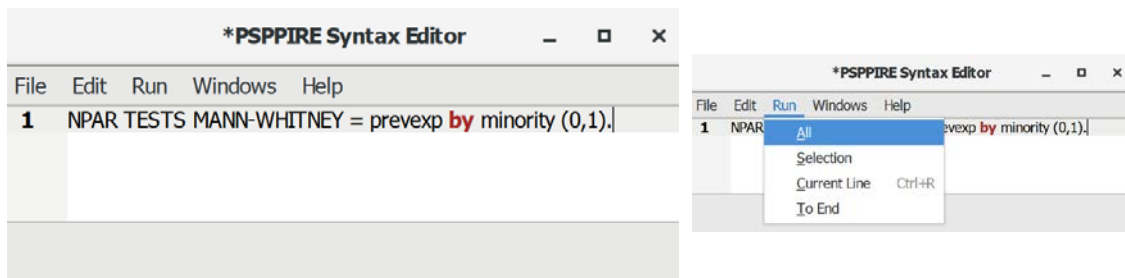 *PSPPIRE Syntax Editor
File Edit Run Windows Help
1 NPAR TESTS MANN-WHITNEY = prevexp by minority (0,1).
*PSPPIRE Syntax Editor
File Edit Run Windows Help
1 NPAR evexp by minority (0,1).
All
Selection
Current Line Ctrl+R
To End